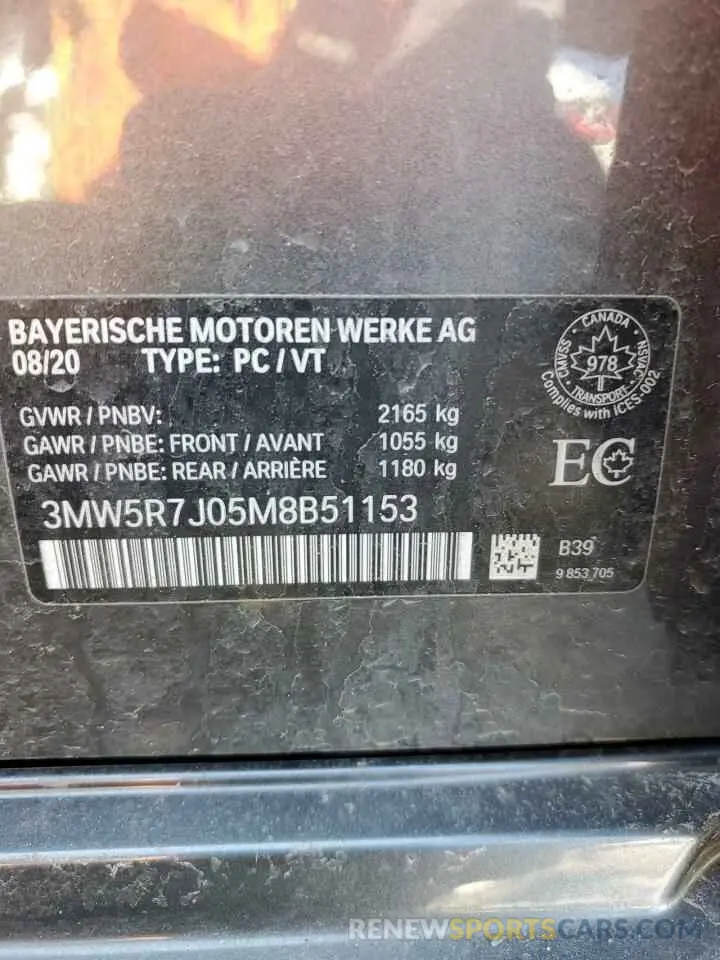 BAYERISCHE MOTOREN WERKE AG
08/20 TYPE: PC / VT
GVWR / PNBV: 2165 kg
GAWR / PNBE: FRONT / AVANT 1055 kg
GAWR / PNBE: REAR / ARRIÈRE 1180 kg
3MW5R7J05M8B51153
CANADA
CMVSS 978 NSVAC
TRANSPORT
Complies with ICES-002
EC
B39
9 853 705
RENEWSPORTSCARS.COM